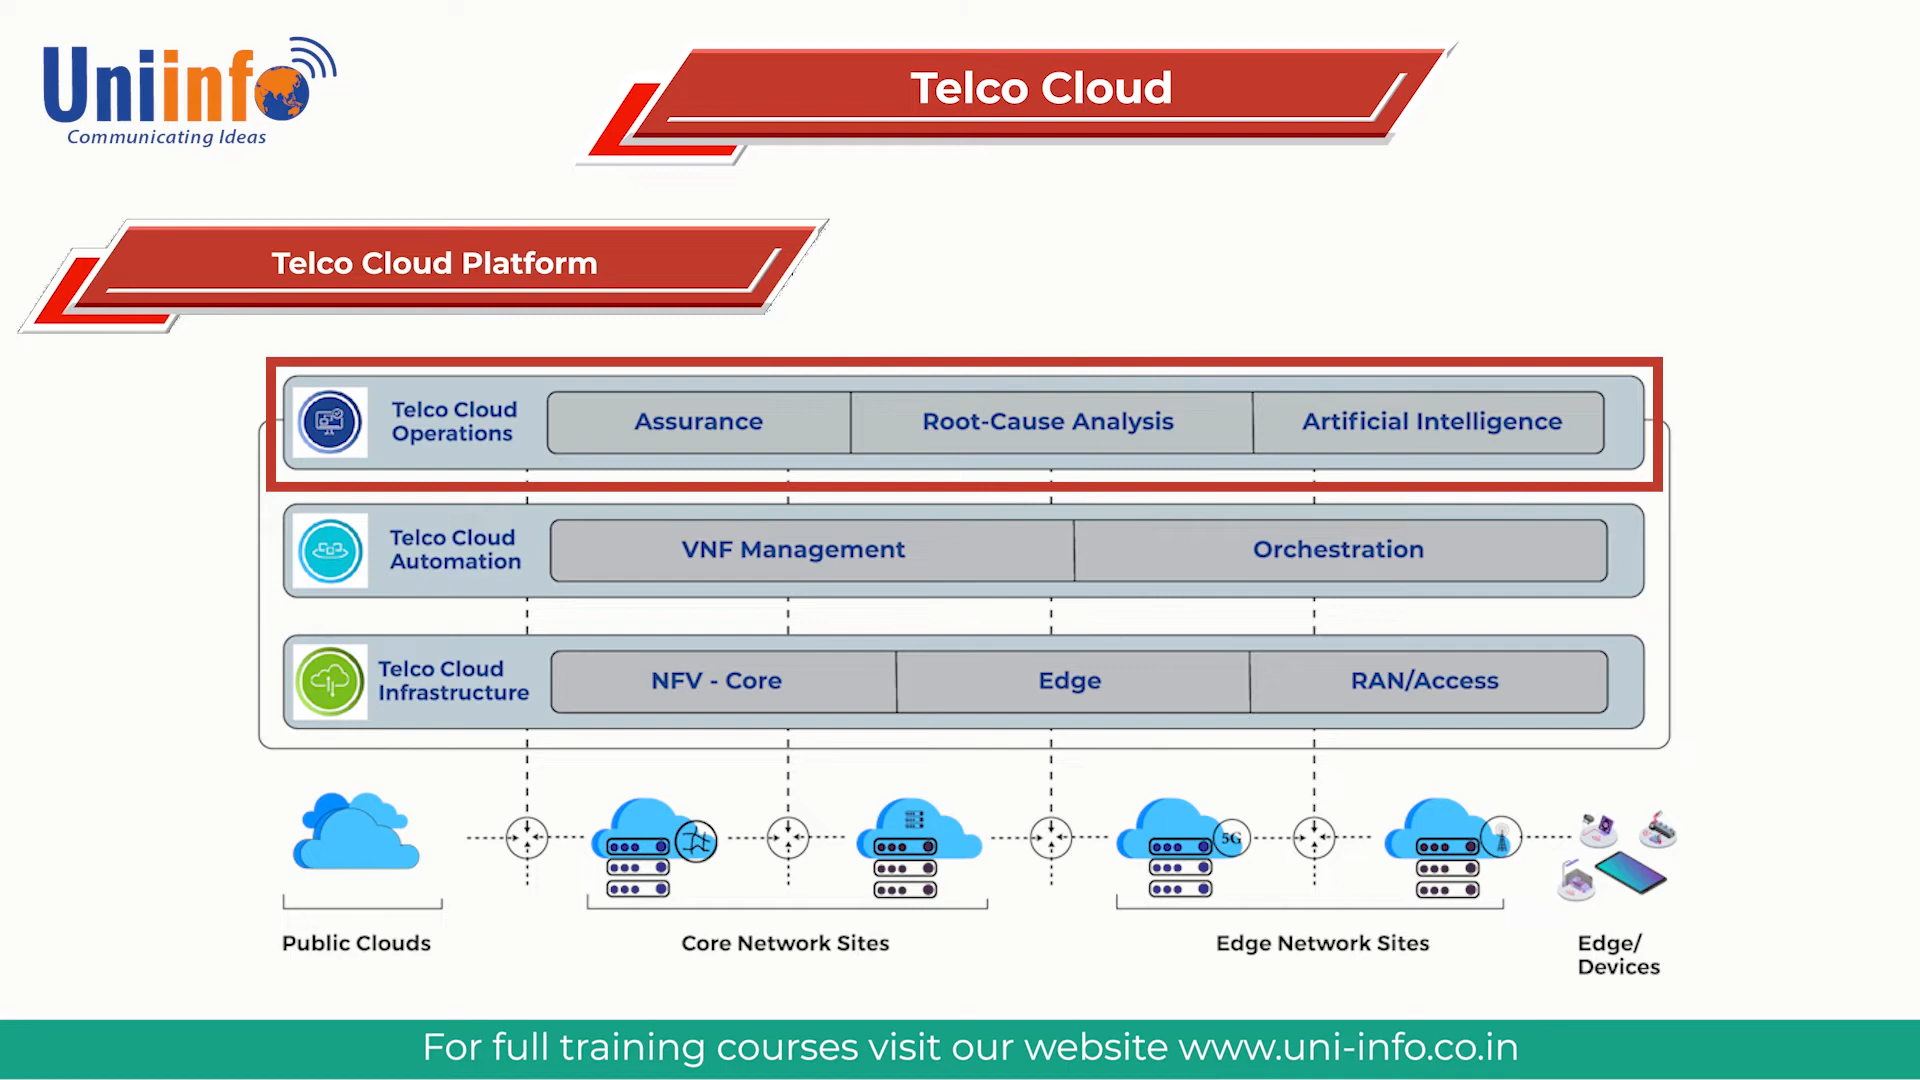 Uniinfo
Communicating Ideas
Telco Cloud
Telco Cloud Platform
Telco Cloud
Operations
Assurance
Root-Cause Analysis
Artificial Intelligence
Telco Cloud
Automation
VNF Management
Orchestration
Telco Cloud
Infrastructure
NFV - Core
Edge
RAN/Access
5G
Public Clouds
Core Network Sites
Edge Network Sites
Edge/
Devices
For full training courses visit our website www.uni-info.co.in